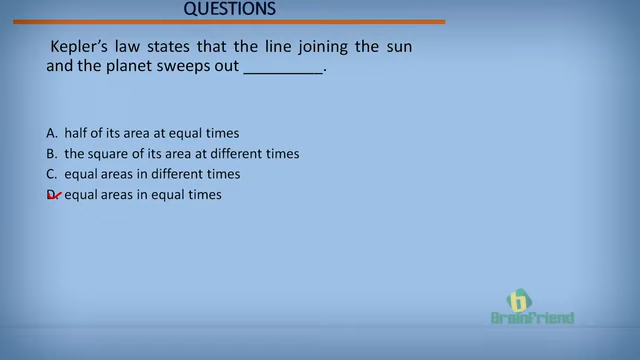 QUESTIONS
Kepler's law states that the line joining the sun
and the planet sweeps out _________.
A. half of its area at equal times
B. the square of its area at different times
C. equal areas in different times
D. equal areas in equal times
b
Brainfriend